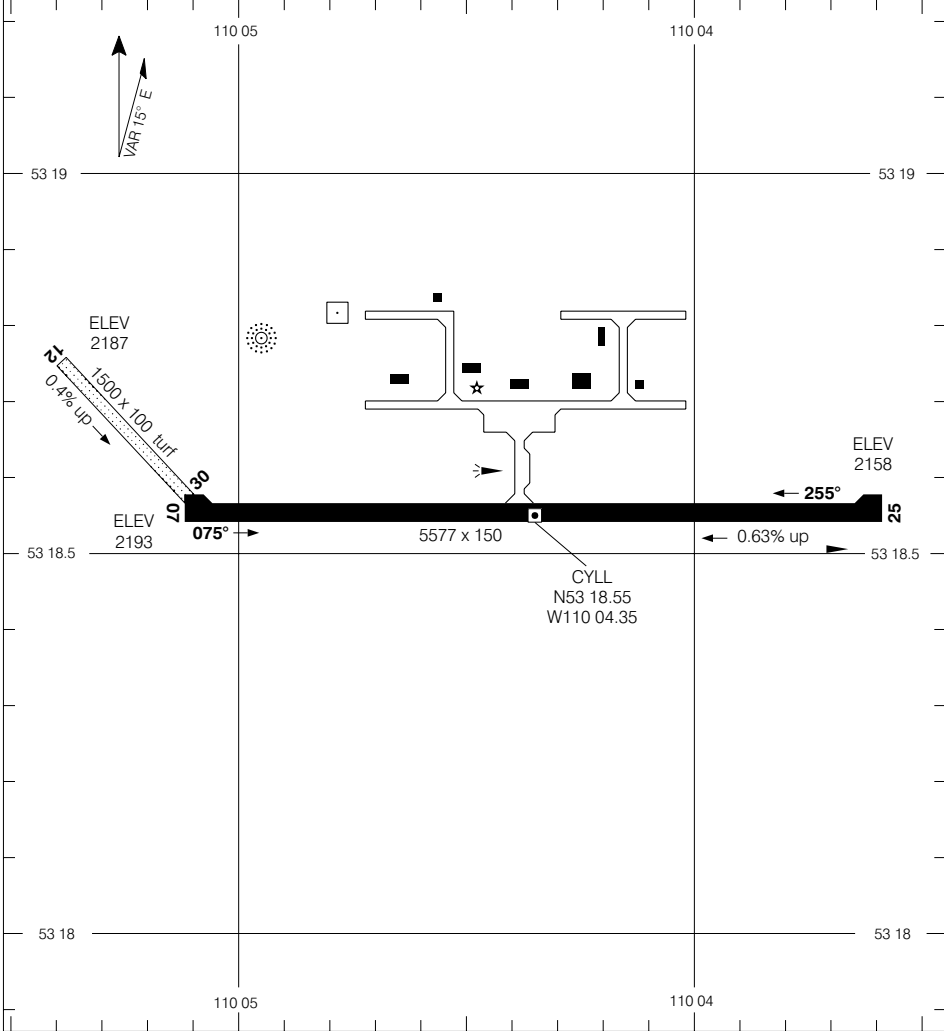 110 05
110 04
VAR 15° E
53 19
53 19
ELEV
2187
12
1500 x 100 turf
0.4% up
30
ELEV
2158
07
255°
25
ELEV
2193
075°
5577 x 150
0.63% up
53 18.5
53 18.5
CYLL
N53 18.55
W110 04.35
53 18
53 18
110 05
110 04